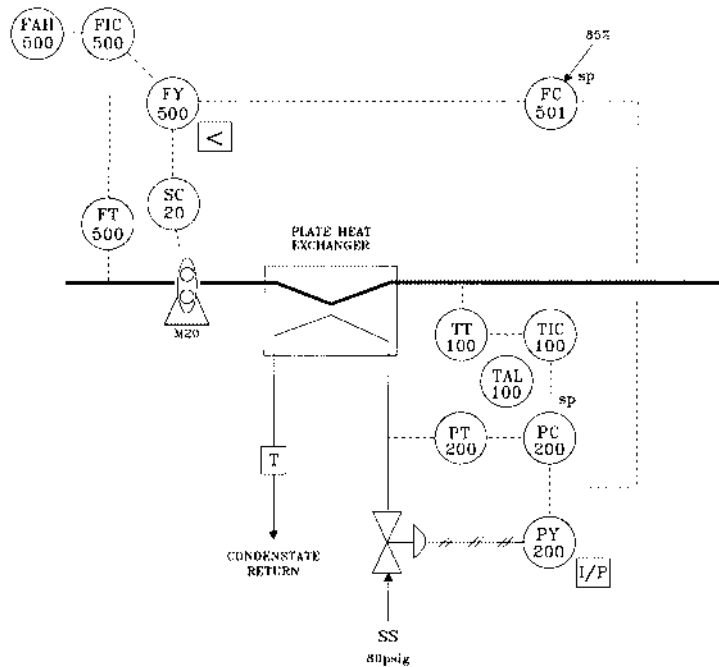 FAH
500
FIC
500
85%
sp
FY
500
<
FC
501
SC
20
FT
500
PLATE HEAT
EXCHANGER
M20
TT
100
TIC
100
TAL
100
sp
PT
200
PC
200
T
CONDENSTATE
RETURN
PY
200
I/P
SS
80psig